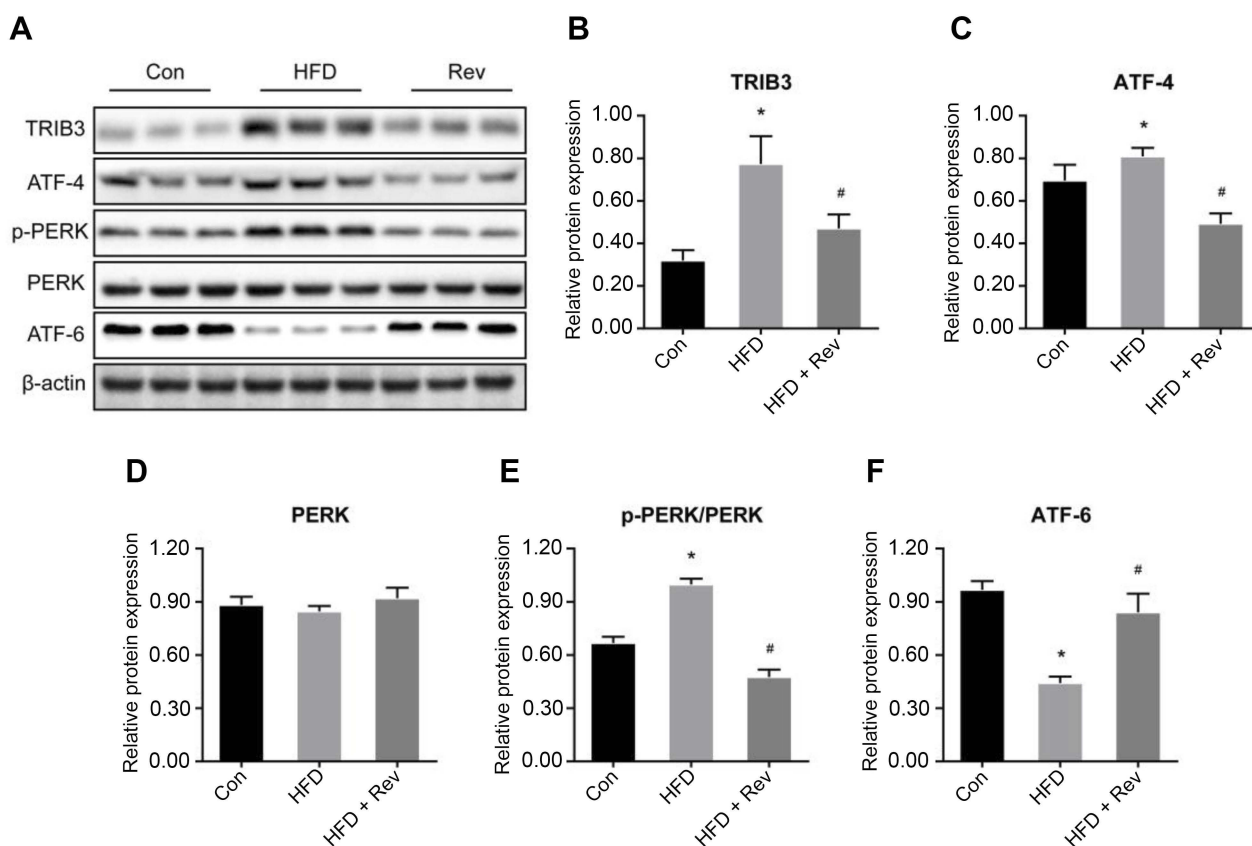 A
Con HFD Rev
TRIB3
ATF-4
p-PERK
PERK
ATF-6
β-actin
B
TRIB3
Relative protein expression
1.00
0.80
0.60
0.40
0.20
0.00
*
#
Con HFD HFD + Rev
C
ATF-4
Relative protein expression
1.00
0.80
0.60
0.40
0.20
0.00
*
#
Con HFD HFD + Rev
D
PERK
Relative protein expression
1.20
0.90
0.60
0.30
0.00
Con HFD HFD + Rev
E
p-PERK/PERK
Relative protein expression
1.20
0.90
0.60
0.30
0.00
*
#
Con HFD HFD + Rev
F
ATF-6
Relative protein expression
1.20
0.90
0.60
0.30
0.00
*
#
Con HFD HFD + Rev